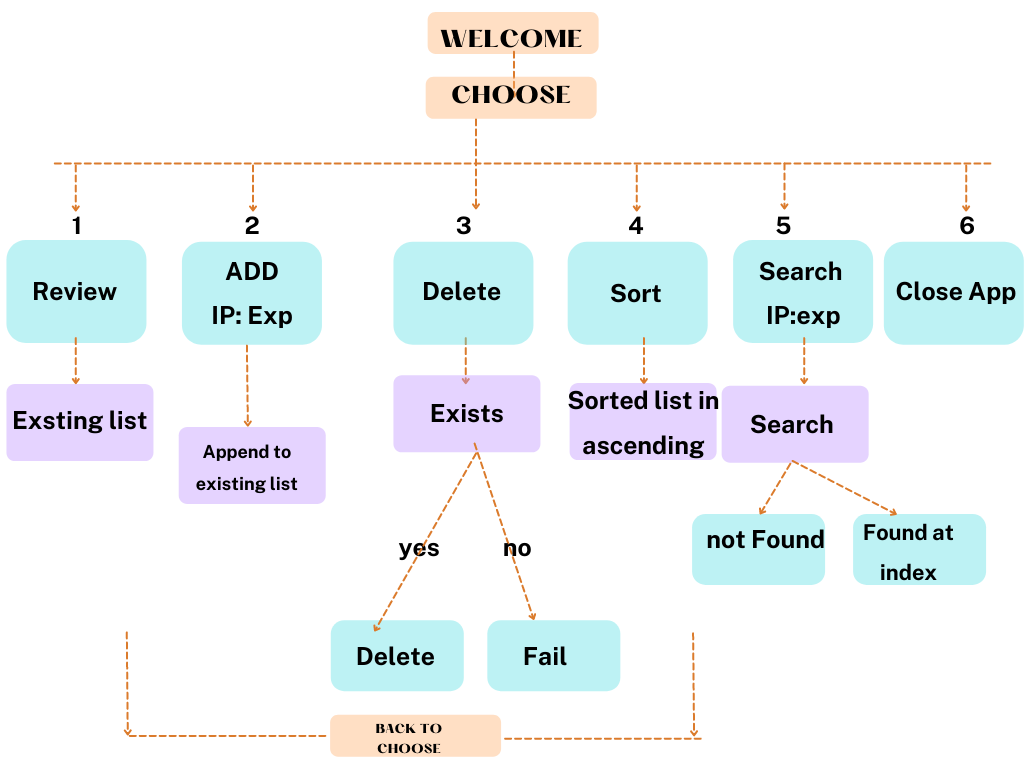 WELCOME
CHOOSE
1
2
3
4
5
6
Review
ADD
IP: Exp
Delete
Sort
Search
IP:exp
Close App
Exsting list
Append to
existing list
Exists
Sorted list in
ascending
Search
yes
no
not Found
Found at
index
Delete
Fail
BACK TO
CHOOSE